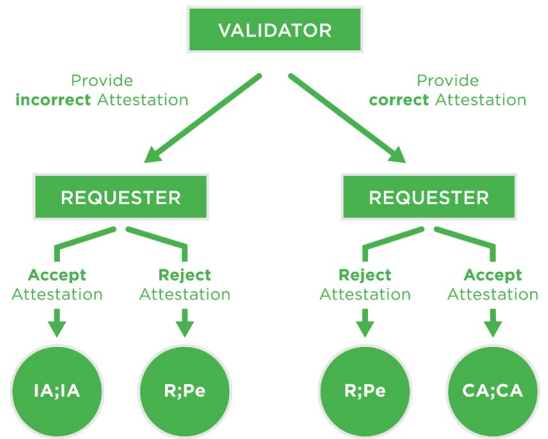 VALIDATOR
Provide
incorrect Attestation
Provide
correct Attestation
REQUESTER
REQUESTER
Accept
Attestation
Reject
Attestation
Reject
Attestation
Accept
Attestation
IA;IA
R;Pe
R;Pe
CA;CA